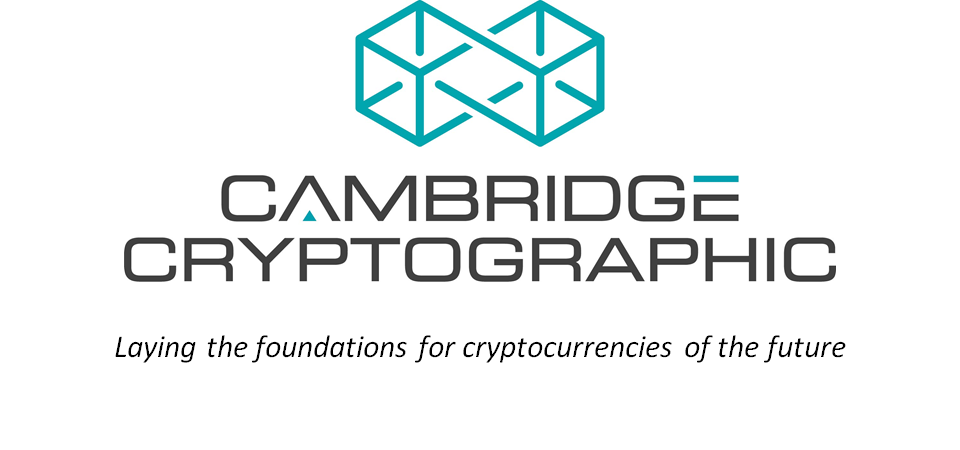 CAMBRIDGE
CRYPTOGRAPHIC
Laying the foundations for cryptocurrencies of the future